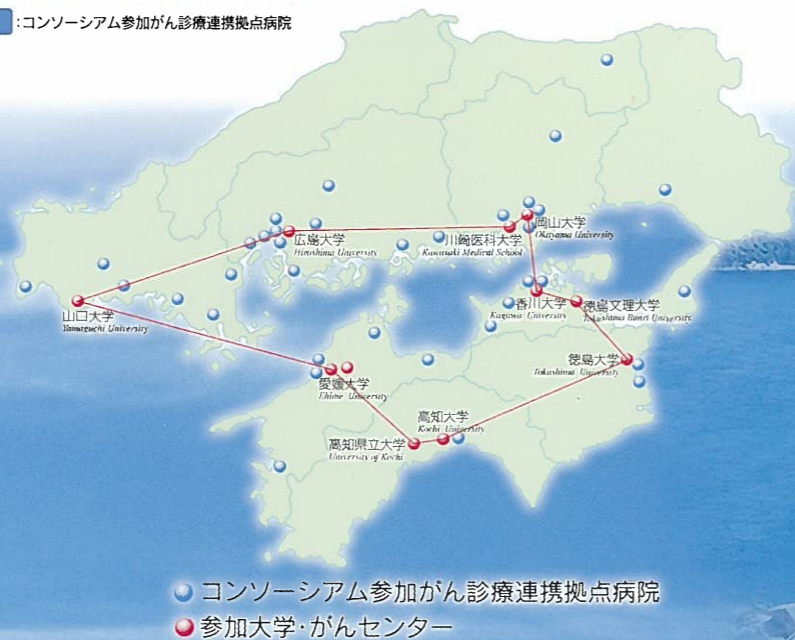 :コンソーシアム参加がん診療連携拠点病院
広島大学
Hiroshima University
川崎医科大学
Kawasaki Medical School
岡山大学
Okayama University
山口大学
Yamaguchi University
香川大学
Kagawa University
徳島文理大学
Tokushima Bunri University
徳島大学
Tokushima University
愛媛大学
Ehime University
高知大学
Kochi University
高知県立大学
University of Kochi
コンソーシアム参加がん診療連携拠点病院
参加大学・がんセンター